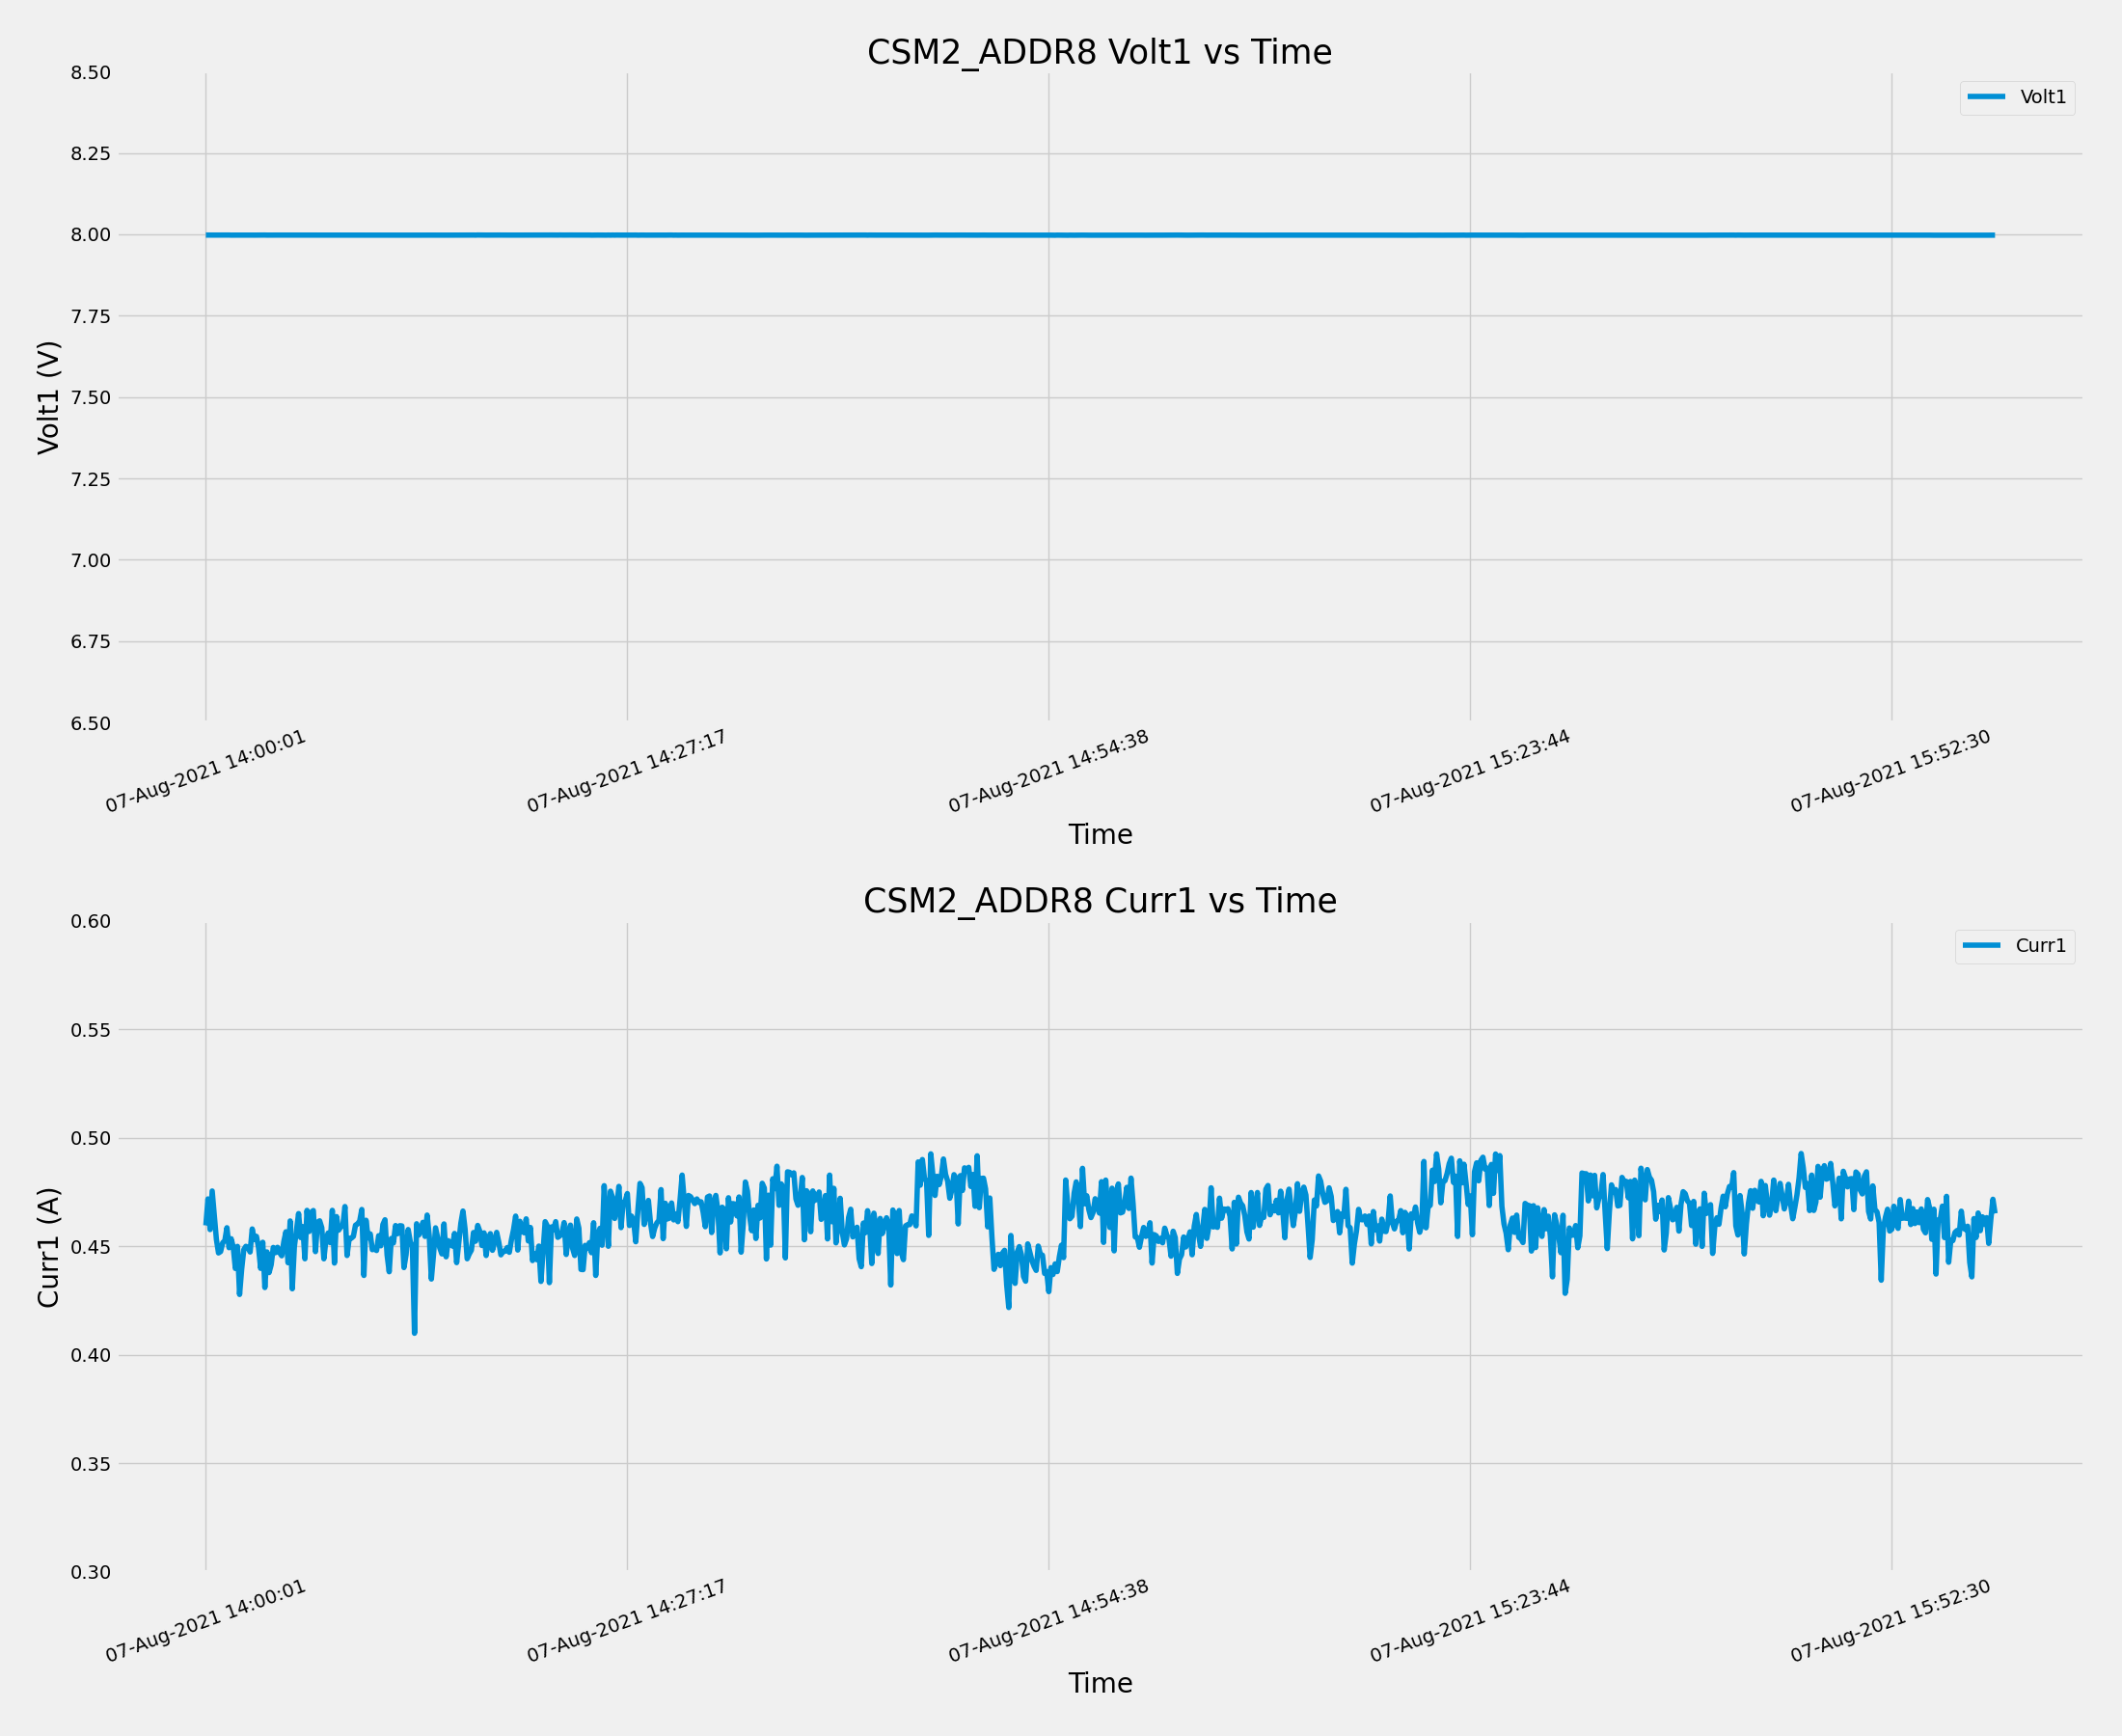 CSM2_ADDR8 Volt1 vs Time
8.50
8.25
8.00
7.75
7.50
7.25
7.00
6.75
6.50
Volt1 (V)
Volt1
07-Aug-2021 14:00:01
07-Aug-2021 14:27:17
07-Aug-2021 14:54:38
07-Aug-2021 15:23:44
07-Aug-2021 15:52:30
Time
CSM2_ADDR8 Curr1 vs Time
0.60
0.55
0.50
0.45
0.40
0.35
0.30
Curr1 (A)
Curr1
07-Aug-2021 14:00:01
07-Aug-2021 14:27:17
07-Aug-2021 14:54:38
07-Aug-2021 15:23:44
07-Aug-2021 15:52:30
Time